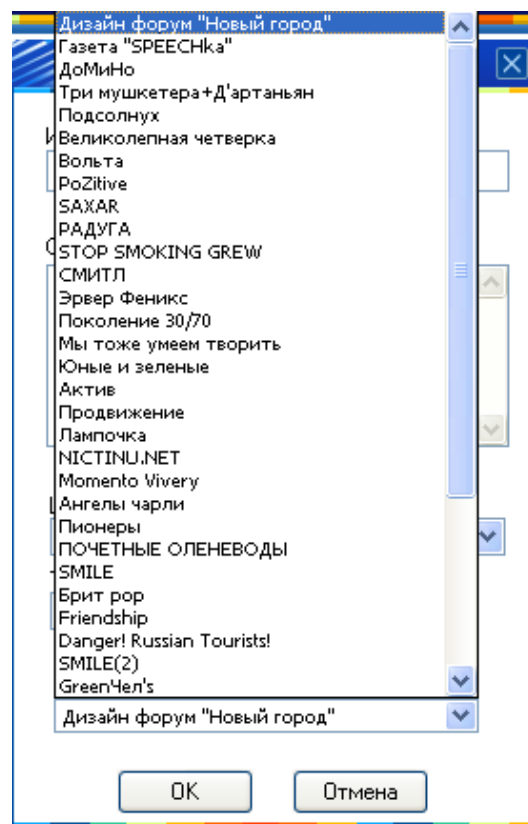 Дизайн форум "Новый город"
Газета "SPEECHka"
ДоМиНо
Три мушкетера+Д'артаньян
Подсолнух
Великолепная четверка
Вольта
PoZitive
SAXAR
РАДУГА
STOP SMOKING GREW
СМИТЛ
Эрвер Феникс
Поколение 30/70
Мы тоже умеем творить
Юные и зеленые
Актив
Продвижение
Лампочка
NICTINU.NET
Momento Vivery
Ангелы чарли
Пионеры
ПОЧЕТНЫЕ ОЛЕНЕВОДЫ
SMILE
Брит поп
Friendship
Danger! Russian Tourists!
SMILE(2)
GreenЧел's
Дизайн форум "Новый город"
OK Отмена